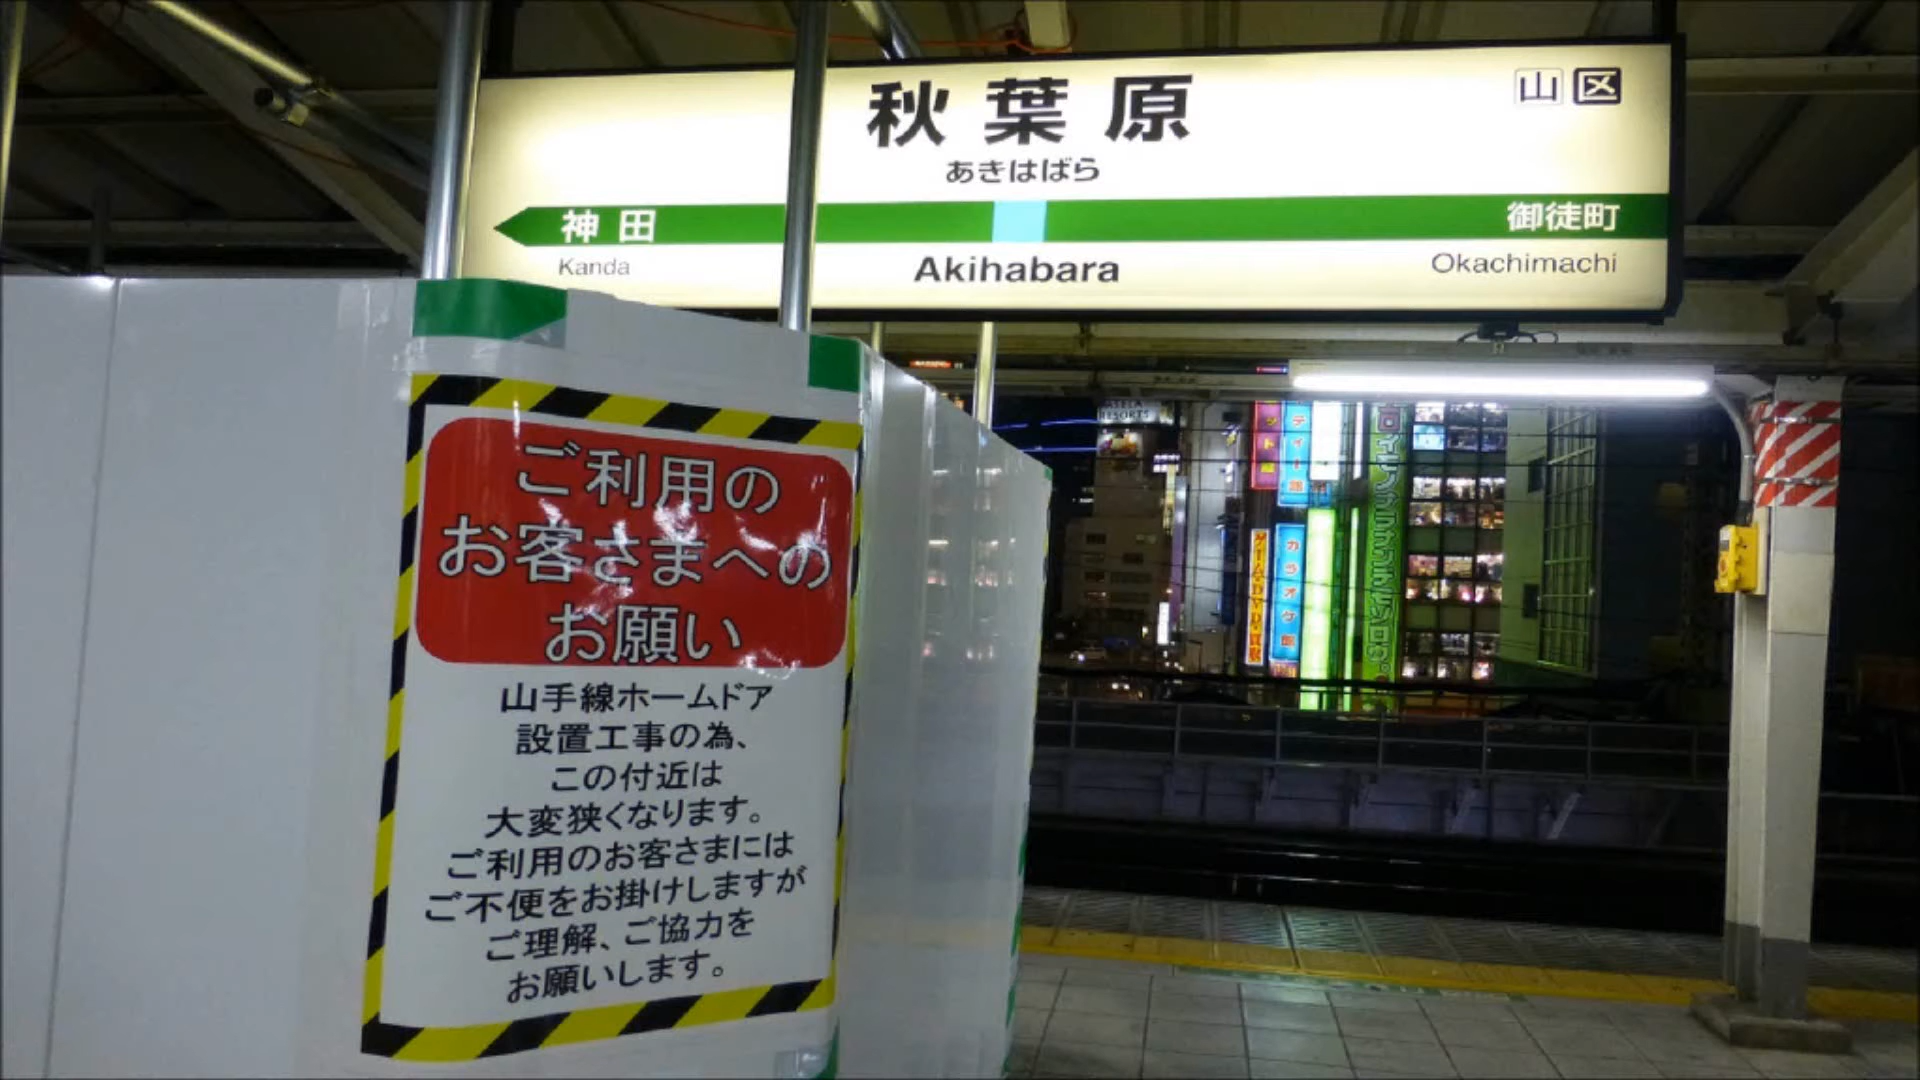 秋葉原
山 区
あきはばら
神田
御徒町
Kanda
Akihabara
Okachimachi
ご利用の
お客さまへの
お願い
山手線ホームドア
設置工事の為、
この付近は
大変狭くなります。
ご利用のお客さまには
ご不便をお掛けしますが
ご理解、ご協力を
お願いします。
RESORTS
カラオケ館